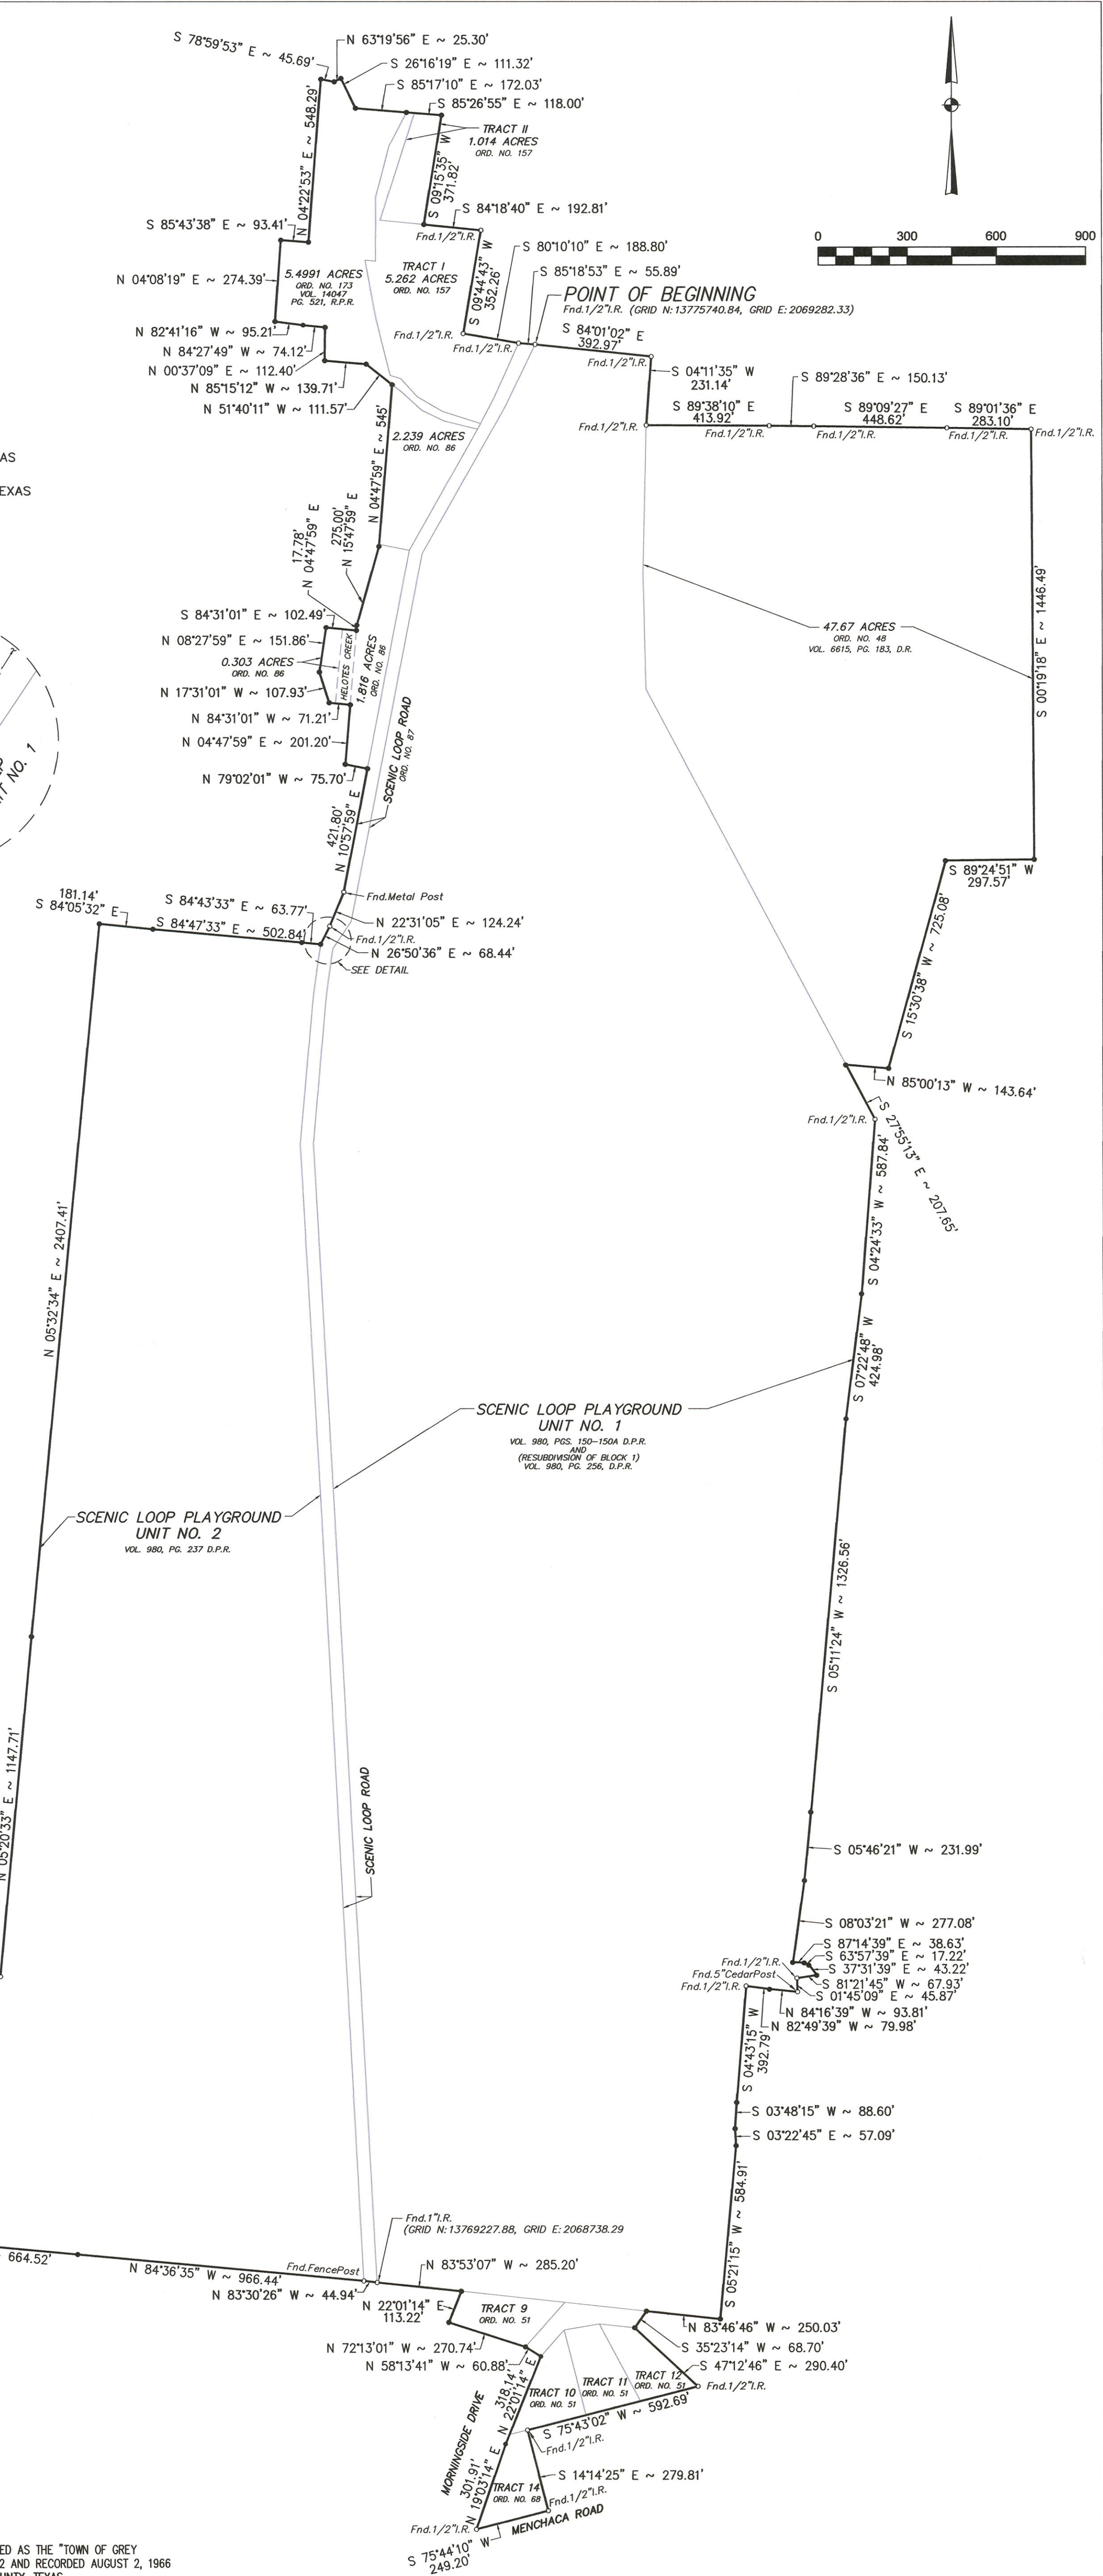 S 78°59'53" E ~ 45.69'
N 63°19'56" E ~ 25.30'
S 26°16'19" E ~ 111.32'
S 85°17'10" E ~ 172.03'
S 85°26'55" E ~ 118.00'
TRACT II
1.014 ACRES
ORD. NO. 157
N 04°22'53" E ~ 548.29'
S 09°15'35" W
371.82'
S 84°18'40" E ~ 192.81'
Fnd.1/2"I.R.
S 85°43'38" E ~ 93.41'
0 300 600 900
S 80°10'10" E ~ 188.80'
S 85°18'53" E ~ 55.89'
N 04°08'19" E ~ 274.39'
5.4991 ACRES
ORD. NO. 173
VOL. 14047
PG. 521, R.P.R.
TRACT I
5.262 ACRES
ORD. NO. 157
S 09°44'43" W
352.26'
POINT OF BEGINNING
Fnd.1/2"I.R. (GRID N:13775740.84, GRID E:2069282.33)
N 82°41'16" W ~ 95.21'
Fnd.1/2"I.R.
Fnd.1/2"I.R.
S 84°01'02" E
392.97'
N 84°27'49" W ~ 74.12'
N 00°37'09" E ~ 112.40'
N 85°15'12" W ~ 139.71'
N 51°40'11" W ~ 111.57'
S 04°11'35" W
231.14'
S 89°28'36" E ~ 150.13'
S 89°38'10" E
413.92'
S 89°09'27" E
448.62'
S 89°01'36" E
283.10'
Fnd.1/2"I.R.
Fnd.1/2"I.R.
Fnd.1/2"I.R.
Fnd.1/2"I.R.
Fnd.1/2"I.R.
2.239 ACRES
ORD. NO. 86
AS
EXAS
N 04°47'59" E ~ 545'
17.78'
N 04°47'59" E
275.00'
N 15°47'59" E
S 84°31'01" E ~ 102.49'
N 08°27'59" E ~ 151.86'
0.303 ACRES
ORD. NO. 86
HELOTES CREEK
1.816 ACRES
ORD. NO. 86
47.67 ACRES
ORD. NO. 48
VOL. 6615, PG. 183, D.R.
S 00°19'18" E ~ 1446.49'
N 17°31'01" W ~ 107.93'
N 84°31'01" W ~ 71.21'
N 04°47'59" E ~ 201.20'
N 79°02'01" W ~ 75.70'
SCENIC LOOP ROAD
ORD. NO. 87
IT NO. 1
421.80'
N 10°57'59" E
S 89°24'51" W
297.57'
Fnd.Metal Post
181.14'
S 84°05'32" E
S 84°43'33" E ~ 63.77'
S 84°47'33" E ~ 502.84'
N 22°31'05" E ~ 124.24'
Fnd.1/2"I.R.
N 26°50'36" E ~ 68.44'
SEE DETAIL
S 15°30'38" W ~ 725.08'
N 85°00'13" W ~ 143.64'
S 27°55'13" E ~ 207.65'
Fnd.1/2"I.R.
S 04°24'33" W ~ 587.84'
N 05°32'34" E ~ 2407.41'
S 07°22'48" W
424.98'
SCENIC LOOP PLAYGROUND
UNIT NO. 1
VOL. 980, PGS. 150-150A D.P.R.
AND
(RESUBDIVISION OF BLOCK 1)
VOL. 980, PG. 256, D.P.R.
SCENIC LOOP PLAYGROUND
UNIT NO. 2
VOL. 980, PG. 237 D.P.R.
S 05°11'24" W ~ 1326.56'
N 05°20'33" E ~ 1147.71'
SCENIC LOOP ROAD
S 05°46'21" W ~ 231.99'
S 08°03'21" W ~ 277.08'
S 87°14'39" E ~ 38.63'
S 63°57'39" E ~ 17.22'
S 37°31'39" E ~ 43.22'
Fnd.1/2"I.R.
Fnd.5"CedarPost
Fnd.1/2"I.R.
S 81°21'45" W ~ 67.93'
S 01°45'09" E ~ 45.87'
N 84°16'39" W ~ 93.81'
N 82°49'39" W ~ 79.98'
S 04°43'15" W
392.79'
S 03°48'15" W ~ 88.60'
S 03°22'45" E ~ 57.09'
S 05°21'15" W ~ 584.91'
Fnd.1"I.R.
(GRID N:13769227.88, GRID E:2068738.29
664.52'
N 84°36'35" W ~ 966.44'
Fnd.FencePost
N 83°53'07" W ~ 285.20'
N 83°30'26" W ~ 44.94'
N 22°01'14" E
113.22'
TRACT 9
ORD. NO. 51
N 83°46'46" W ~ 250.03'
N 72°13'01" W ~ 270.74'
S 35°23'14" W ~ 68.70'
N 58°13'41" W ~ 60.88'
S 47°12'46" E ~ 290.40'
TRACT 12
ORD. NO. 51
TRACT 11
ORD. NO. 51
TRACT 10
ORD. NO. 51
Fnd.1/2"I.R.
318.14'
N 22°01'14" E
S 75°43'02" W ~ 592.69'
Fnd.1/2"I.R.
MORNINGSIDE DRIVE
301.91'
N 19°03'14" E
S 14°14'25" E ~ 279.81'
TRACT 14
ORD. NO. 68
Fnd.1/2"I.R.
MENCHACA ROAD
Fnd.1/2"I.R.
S 75°44'10" W
249.20'
ED AS THE "TOWN OF GREY
2 AND RECORDED AUGUST 2, 1966
UNTY, TEXAS